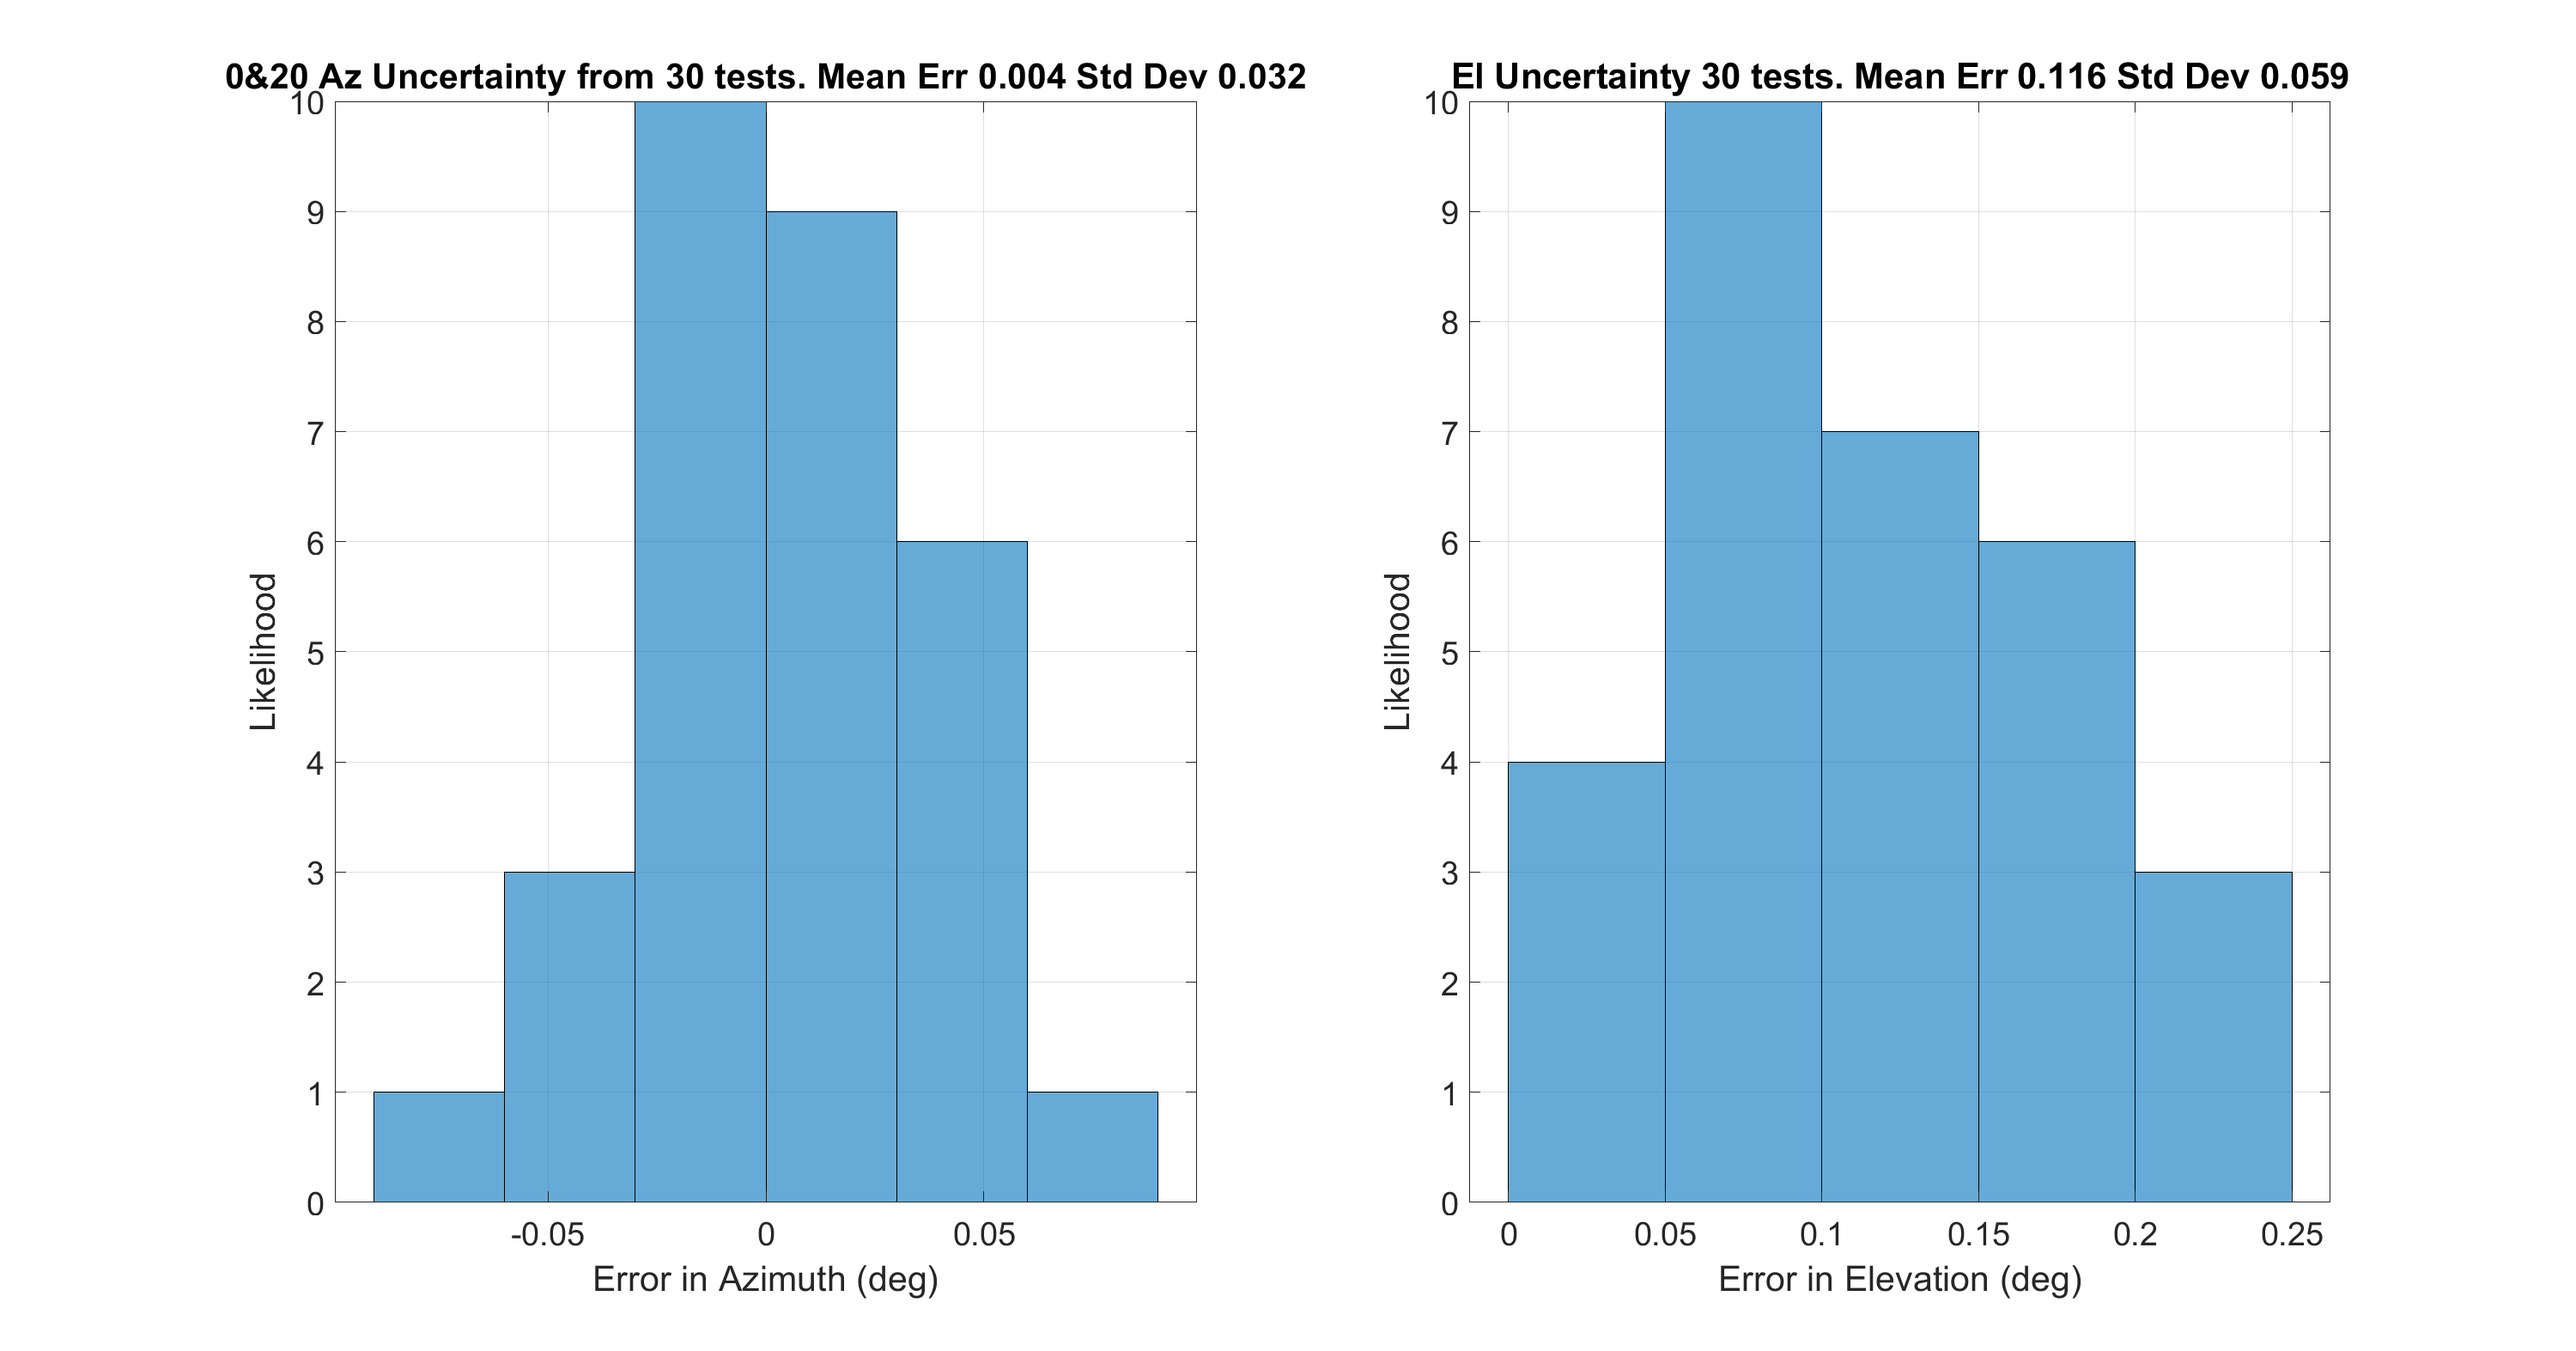 0&20 Az Uncertainty from 30 tests. Mean Err 0.004 Std Dev 0.032
10
9
8
7
6
5
4
3
2
1
0
Likelihood
-0.05 0 0.05
Error in Azimuth (deg)
El Uncertainty 30 tests. Mean Err 0.116 Std Dev 0.059
10
9
8
7
6
5
4
3
2
1
0
Likelihood
0 0.05 0.1 0.15 0.2 0.25
Error in Elevation (deg)